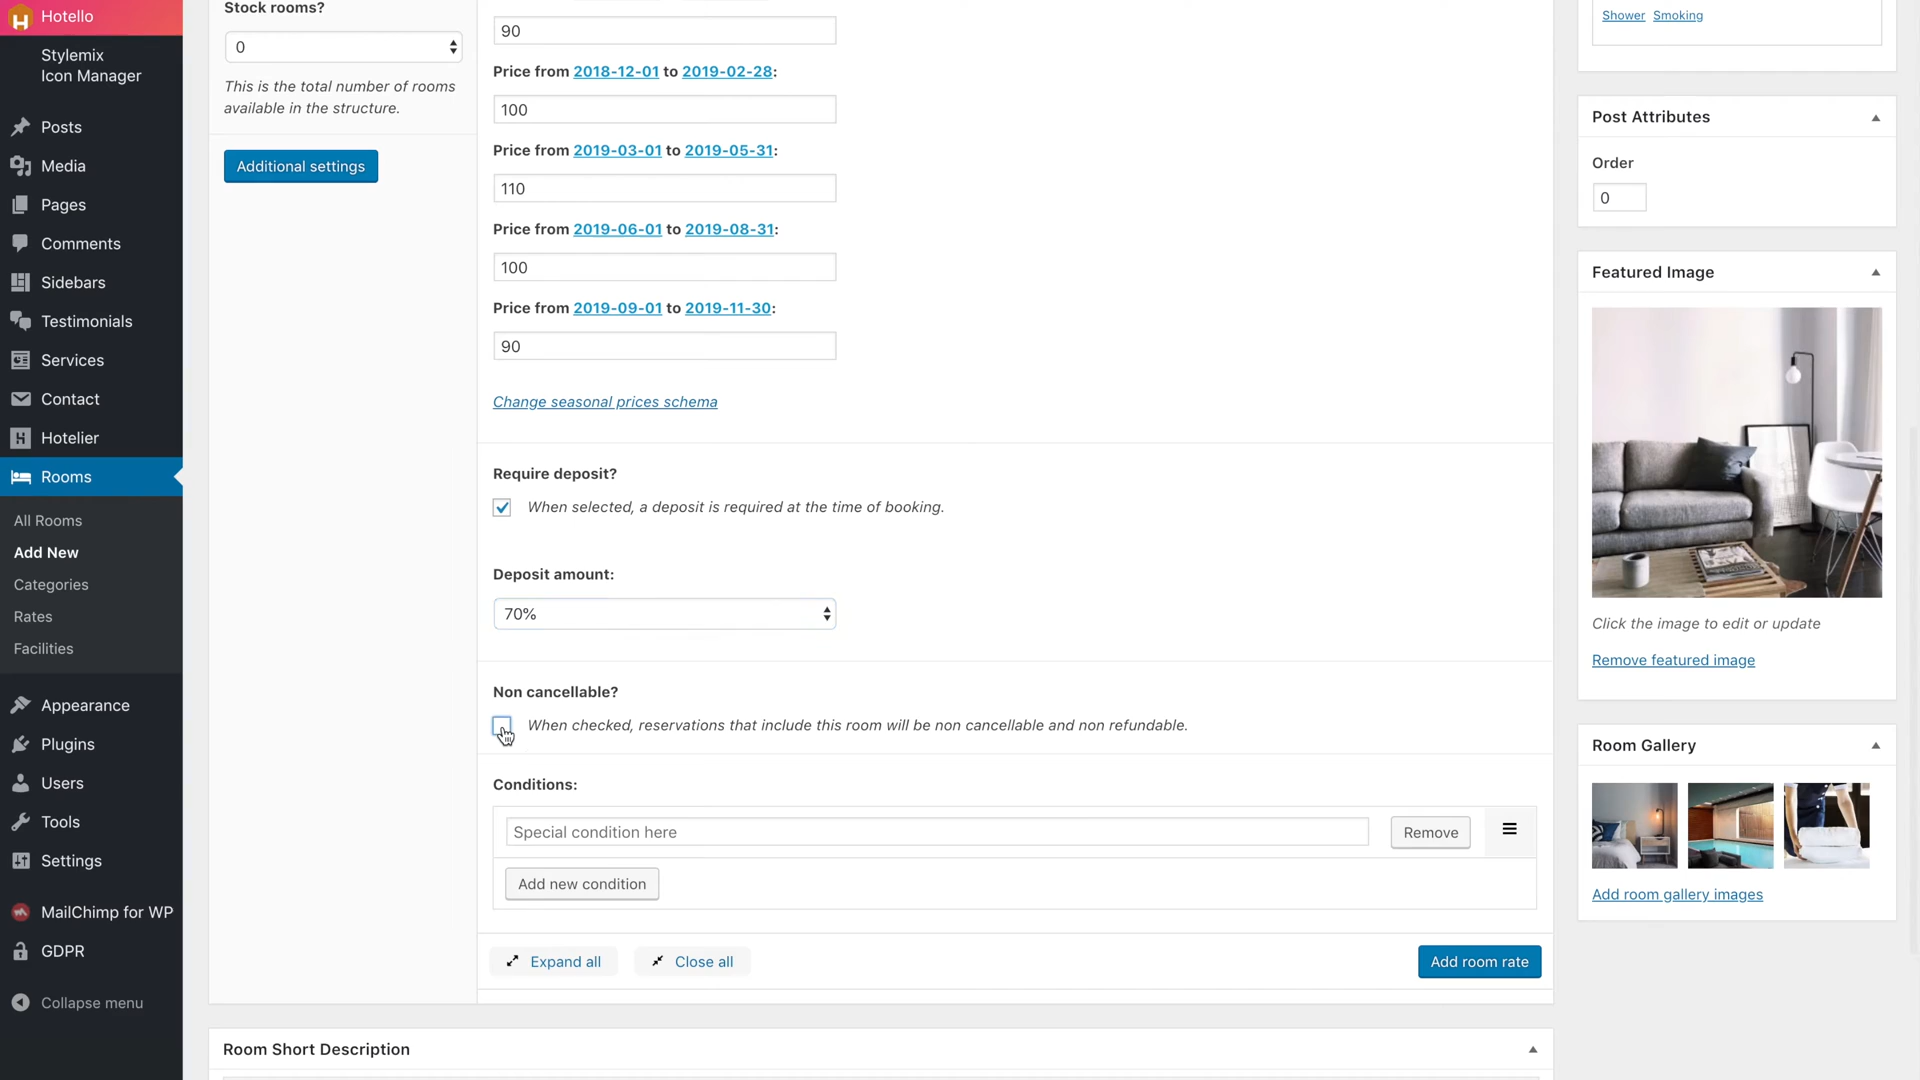 Hotello
Stylemix
Icon Manager
Posts
Media
Pages
Comments
Sidebars
Testimonials
Services
Contact
Hotelier
Rooms
All Rooms
Add New
Categories
Rates
Facilities
Appearance
Plugins
Users
Tools
Settings
MailChimp for WP
GDPR
Collapse menu
Stock rooms?
0
This is the total number of rooms
available in the structure.
Additional settings
90
Price from 2018-12-01 to 2019-02-28:
100
Price from 2019-03-01 to 2019-05-31:
110
Price from 2019-06-01 to 2019-08-31:
100
Price from 2019-09-01 to 2019-11-30:
90
Change seasonal prices schema
Require deposit?
When selected, a deposit is required at the time of booking.
Deposit amount:
70%
Non cancellable?
When checked, reservations that include this room will be non cancellable and non refundable.
Conditions:
Special condition here
Remove
Add new condition
Expand all
Close all
Add room rate
Room Short Description
Shower Smoking
Post Attributes
Order
0
Featured Image
Click the image to edit or update
Remove featured image
Room Gallery
Add room gallery images